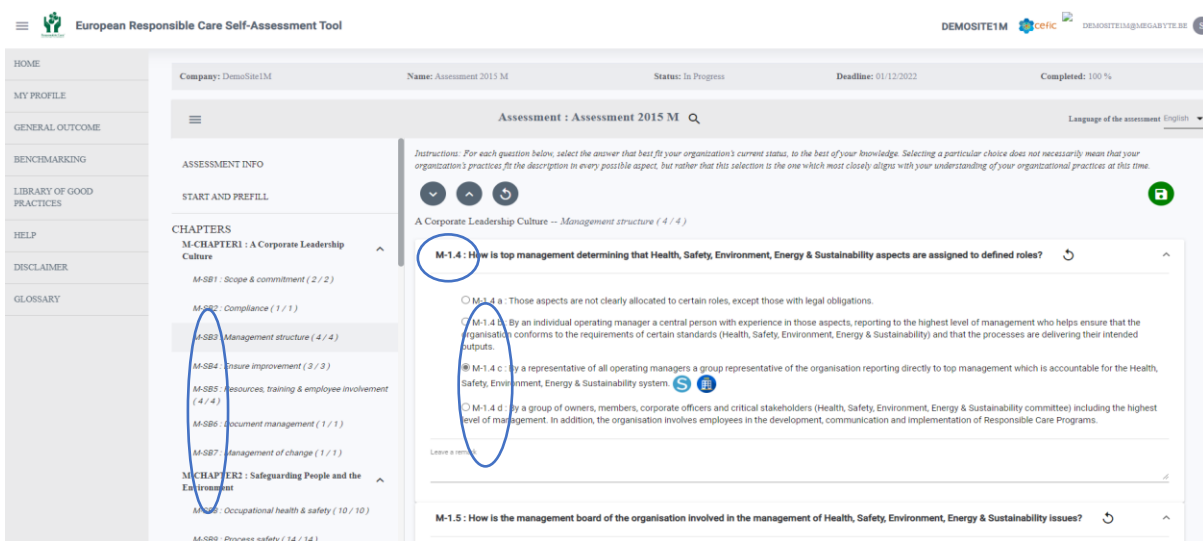 European Responsible Care Self-Assessment Tool
DEMOSITE1M
cefic
DEMOSITE1M@MEGABYTE.BE
S
HOME
MY PROFILE
GENERAL OUTCOME
BENCHMARKING
LIBRARY OF GOOD
PRACTICES
HELP
DISCLAIMER
GLOSSARY
Company: DemoSite1M
Name: Assessment 2015 M
Status: In Progress
Deadline: 01/12/2022
Completed: 100 %
Assessment : Assessment 2015 M
Language of the assessment English
ASSESSMENT INFO
START AND PREFILL
CHAPTERS
M-CHAPTER1 : A Corporate Leadership
Culture
M-SB1 : Scope & commitment ( 2 / 2 )
M-SB2 : Compliance ( 1 / 1 )
M-SB3 : Management structure ( 4 / 4 )
M-SB4 : Ensure improvement ( 3 / 3 )
M-SB5 : Resources, training & employee involvement
( 4 / 4 )
M-SB6 : Document management ( 1 / 1 )
M-SB7 : Management of change ( 1 / 1 )
M-CHAPTER2 : Safeguarding People and the
Environment
M-SB8 : Occupational health & safety ( 10 / 10 )
M-SB9 : Process safety ( 14 / 14 )
Instructions: For each question below, select the answer that best fit your organization's current status, to the best of your knowledge. Selecting a particular choice does not necessarily mean that your
organization's practices fit the description in every possible aspect, but rather that this selection is the one which most closely aligns with your understanding of your organizational practices at this time.
A Corporate Leadership Culture -- Management structure ( 4 / 4 )
M-1.4 : How is top management determining that Health, Safety, Environment, Energy & Sustainability aspects are assigned to defined roles?
M-1.4 a : Those aspects are not clearly allocated to certain roles, except those with legal obligations.
M-1.4 b : By an individual operating manager a central person with experience in those aspects, reporting to the highest level of management who helps ensure that the
organisation conforms to the requirements of certain standards (Health, Safety, Environment, Energy & Sustainability) and that the processes are delivering their intended
outputs.
M-1.4 c : By a representative of all operating managers a group representative of the organisation reporting directly to top management which is accountable for the Health,
Safety, Environment, Energy & Sustainability system. S
M-1.4 d : By a group of owners, members, corporate officers and critical stakeholders (Health, Safety, Environment, Energy & Sustainability committee) including the highest
level of management. In addition, the organisation involves employees in the development, communication and implementation of Responsible Care Programs.
Leave a remark
M-1.5 : How is the management board of the organisation involved in the management of Health, Safety, Environment, Energy & Sustainability issues?